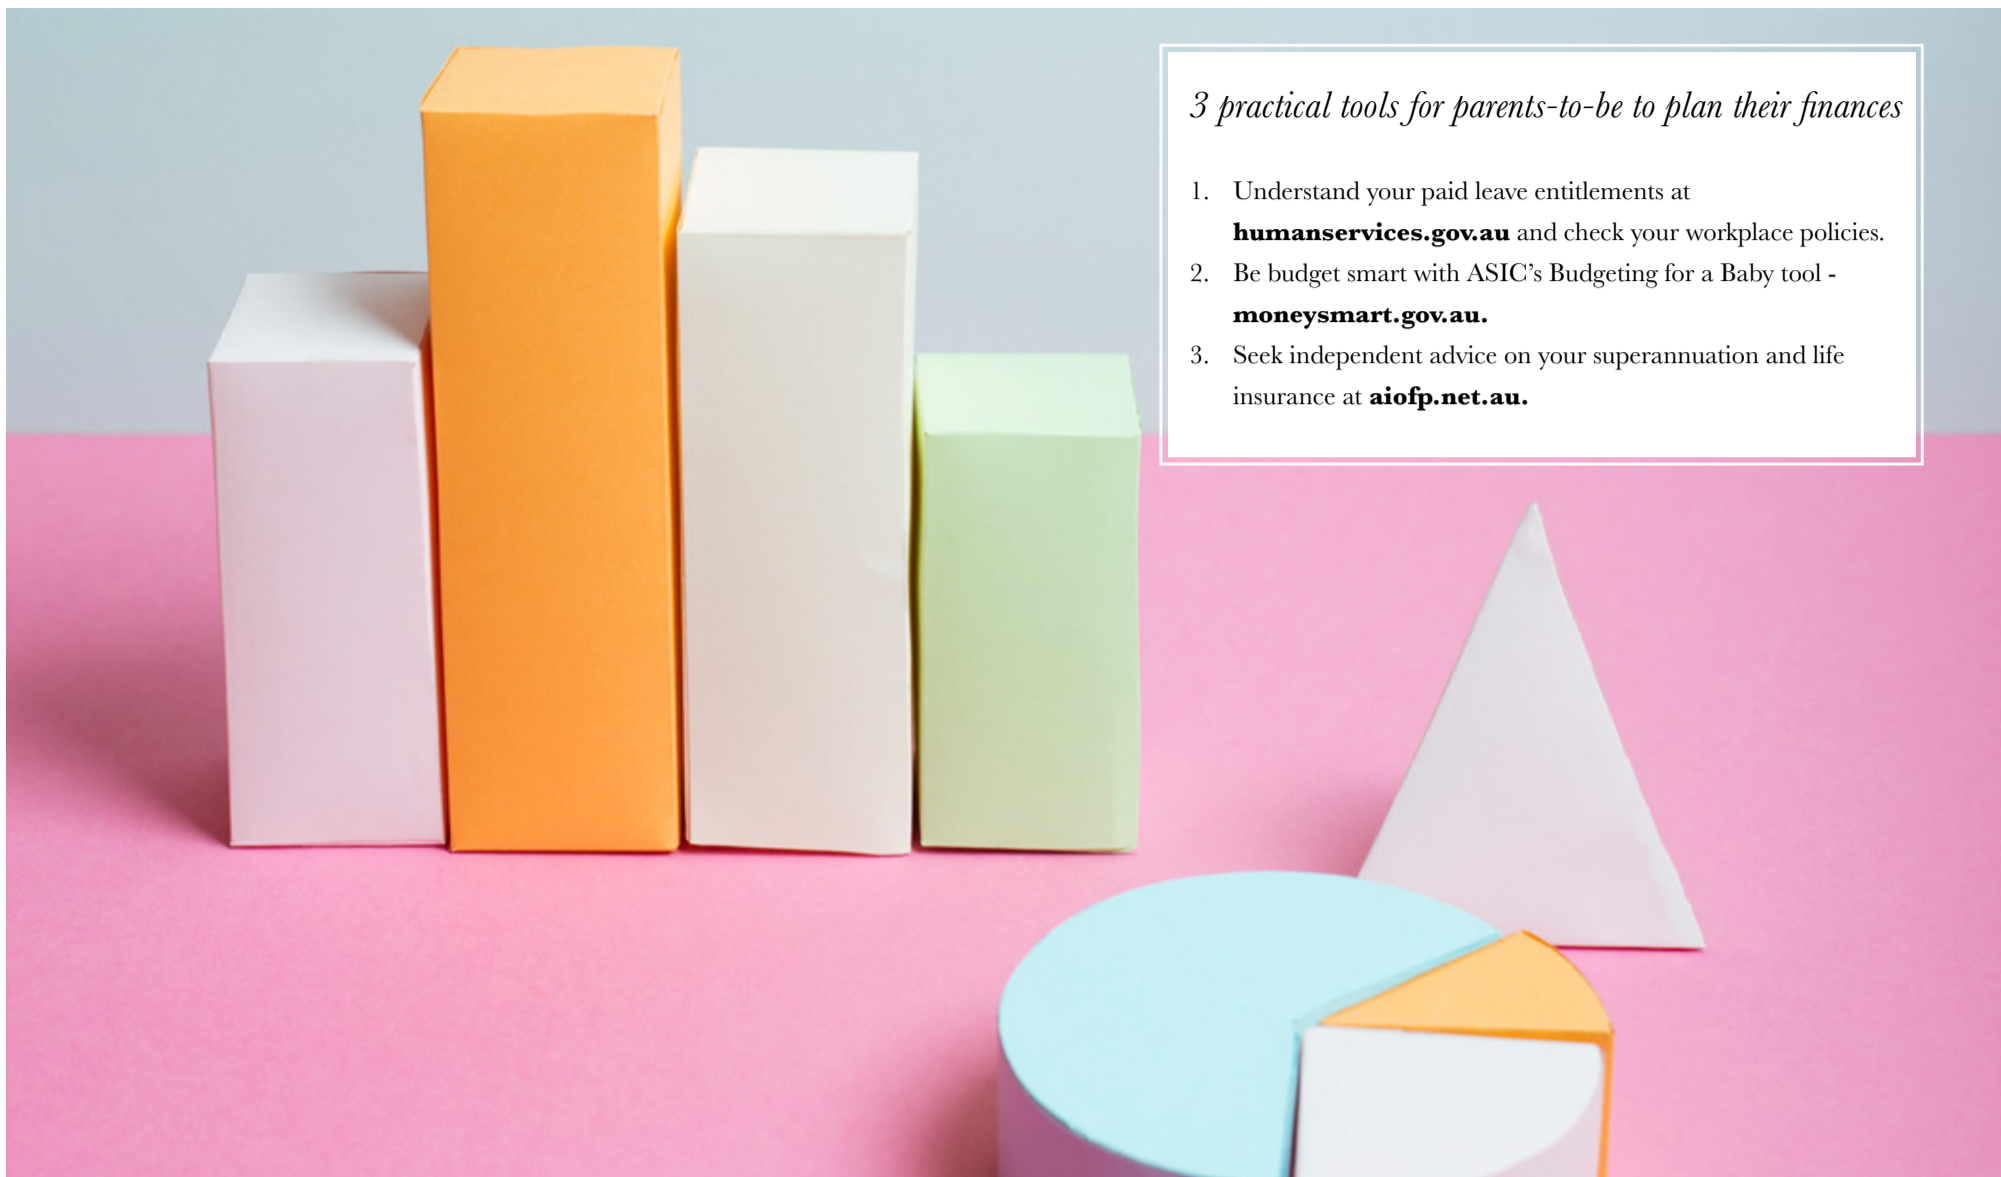 3 practical tools for parents-to-be to plan their finances
1. Understand your paid leave entitlements at
humanservices.gov.au and check your workplace policies.
2. Be budget smart with ASIC’s Budgeting for a Baby tool -
moneysmart.gov.au.
3. Seek independent advice on your superannuation and life
insurance at aiofp.net.au.